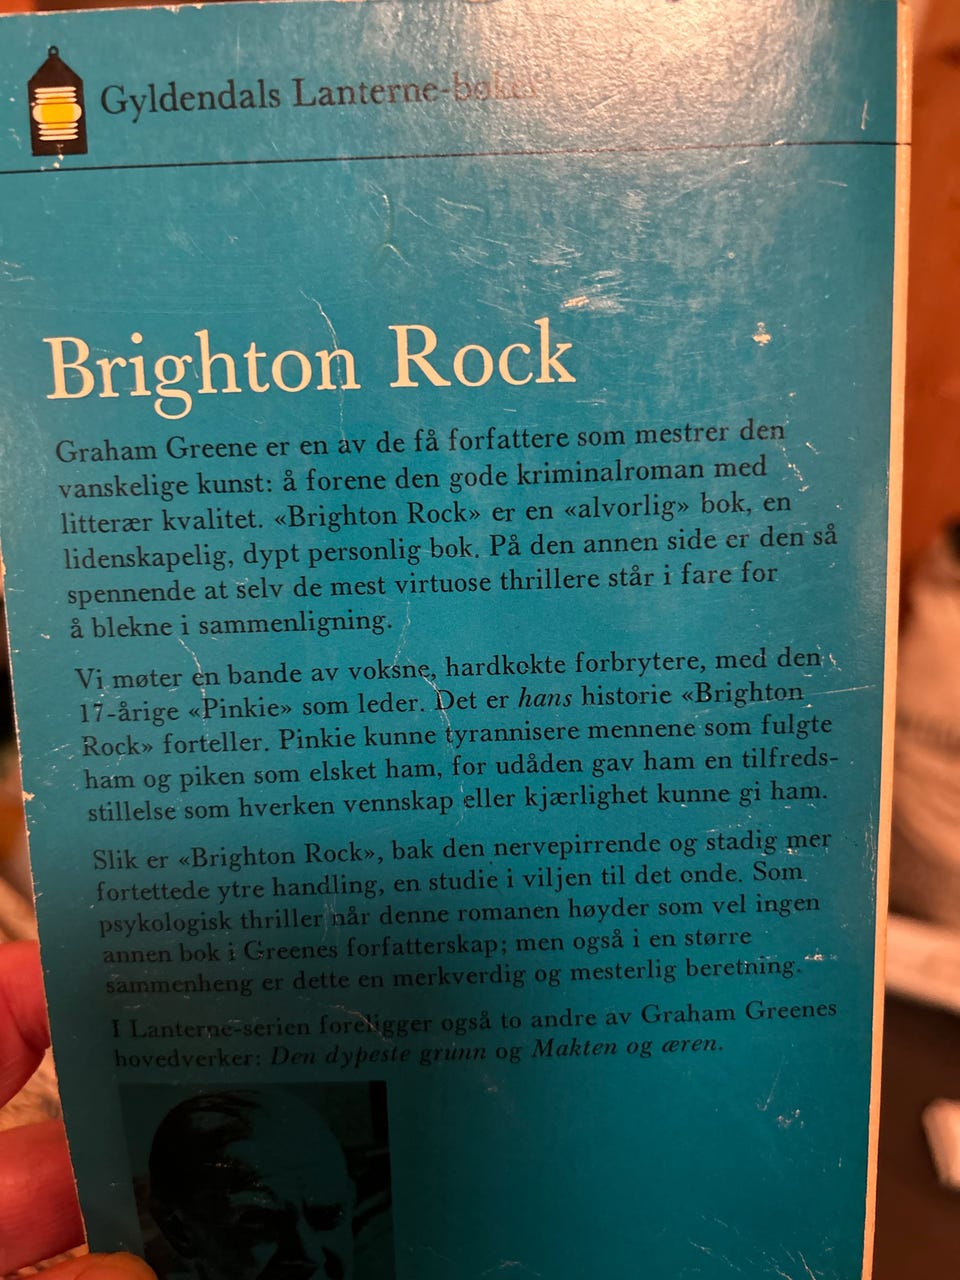 Gyldendals Lanterne-bøker
Brighton Rock
Graham Greene er en av de få forfattere som mestrer den
vanskelige kunst: å forene den gode kriminalroman med
litterær kvalitet. «Brighton Rock» er en «alvorlig» bok, en
lidenskapelig, dypt personlig bok. På den annen side er den så
spennende at selv de mest virtuose thrillere står i fare for
å blekne i sammenligning.
Vi møter en bande av voksne, hardkokte forbrytere, med den
17-årige «Pinkie» som leder. Det er hans historie «Brighton
Rock» forteller. Pinkie kunne tyrannisere mennene som fulgte
ham og piken som elsket ham, for udåden gav ham en tilfreds-
stillelse som hverken vennskap eller kjærlighet kunne gi ham.
Slik er «Brighton Rock», bak den nervepirrende og stadig mer
fortettede ytre handling, en studie i viljen til det onde. Som
psykologisk thriller når denne romanen høyder som vel ingen
annen bok i Greenes forfatterskap; men også i en større
sammenheng er dette en merkverdig og mesterlig beretning.
I Lanterne-serien foreligger også to andre av Graham Greenes
hovedverker: Den dypeste grunn og Makten og æren.